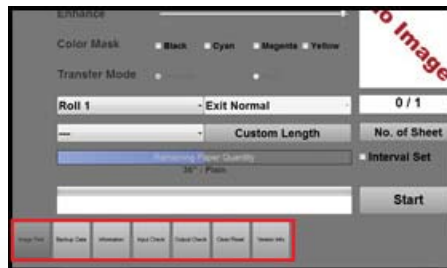 Enhance
o Image
Color Mask
Black
Cyan
Magenta
Yellow
Transfer Mode
Roll 1
Exit Normal
0 / 1
---
Custom Length
No. of Sheet
Remaining Paper Quantity
Interval Set
36" / Plain
Start
Image Test
Backup Data
Information
Input Check
Output Check
Clear/Reset
Version Info.